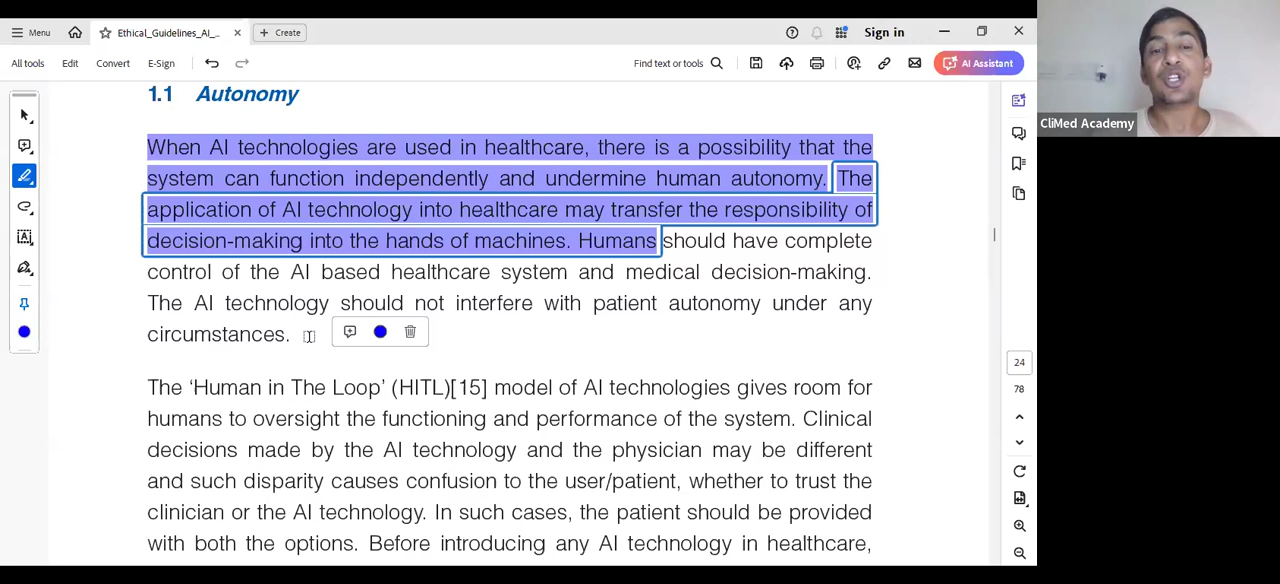 Menu
Ethical_Guidelines_AI_...
Create
Sign in
All tools
Edit
Convert
E-Sign
Find text or tools
AI Assistant
CliMed Academy
1.1 Autonomy
When AI technologies are used in healthcare, there is a possibility that the
system can function independently and undermine human autonomy. The
application of AI technology into healthcare may transfer the responsibility of
decision-making into the hands of machines. Humans should have complete
control of the AI based healthcare system and medical decision-making.
The AI technology should not interfere with patient autonomy under any
circumstances.
The ‘Human in The Loop’ (HITL)[15] model of AI technologies gives room for
humans to oversight the functioning and performance of the system. Clinical
decisions made by the AI technology and the physician may be different
and such disparity causes confusion to the user/patient, whether to trust the
clinician or the AI technology. In such cases, the patient should be provided
with both the options. Before introducing any AI technology in healthcare,
24
78